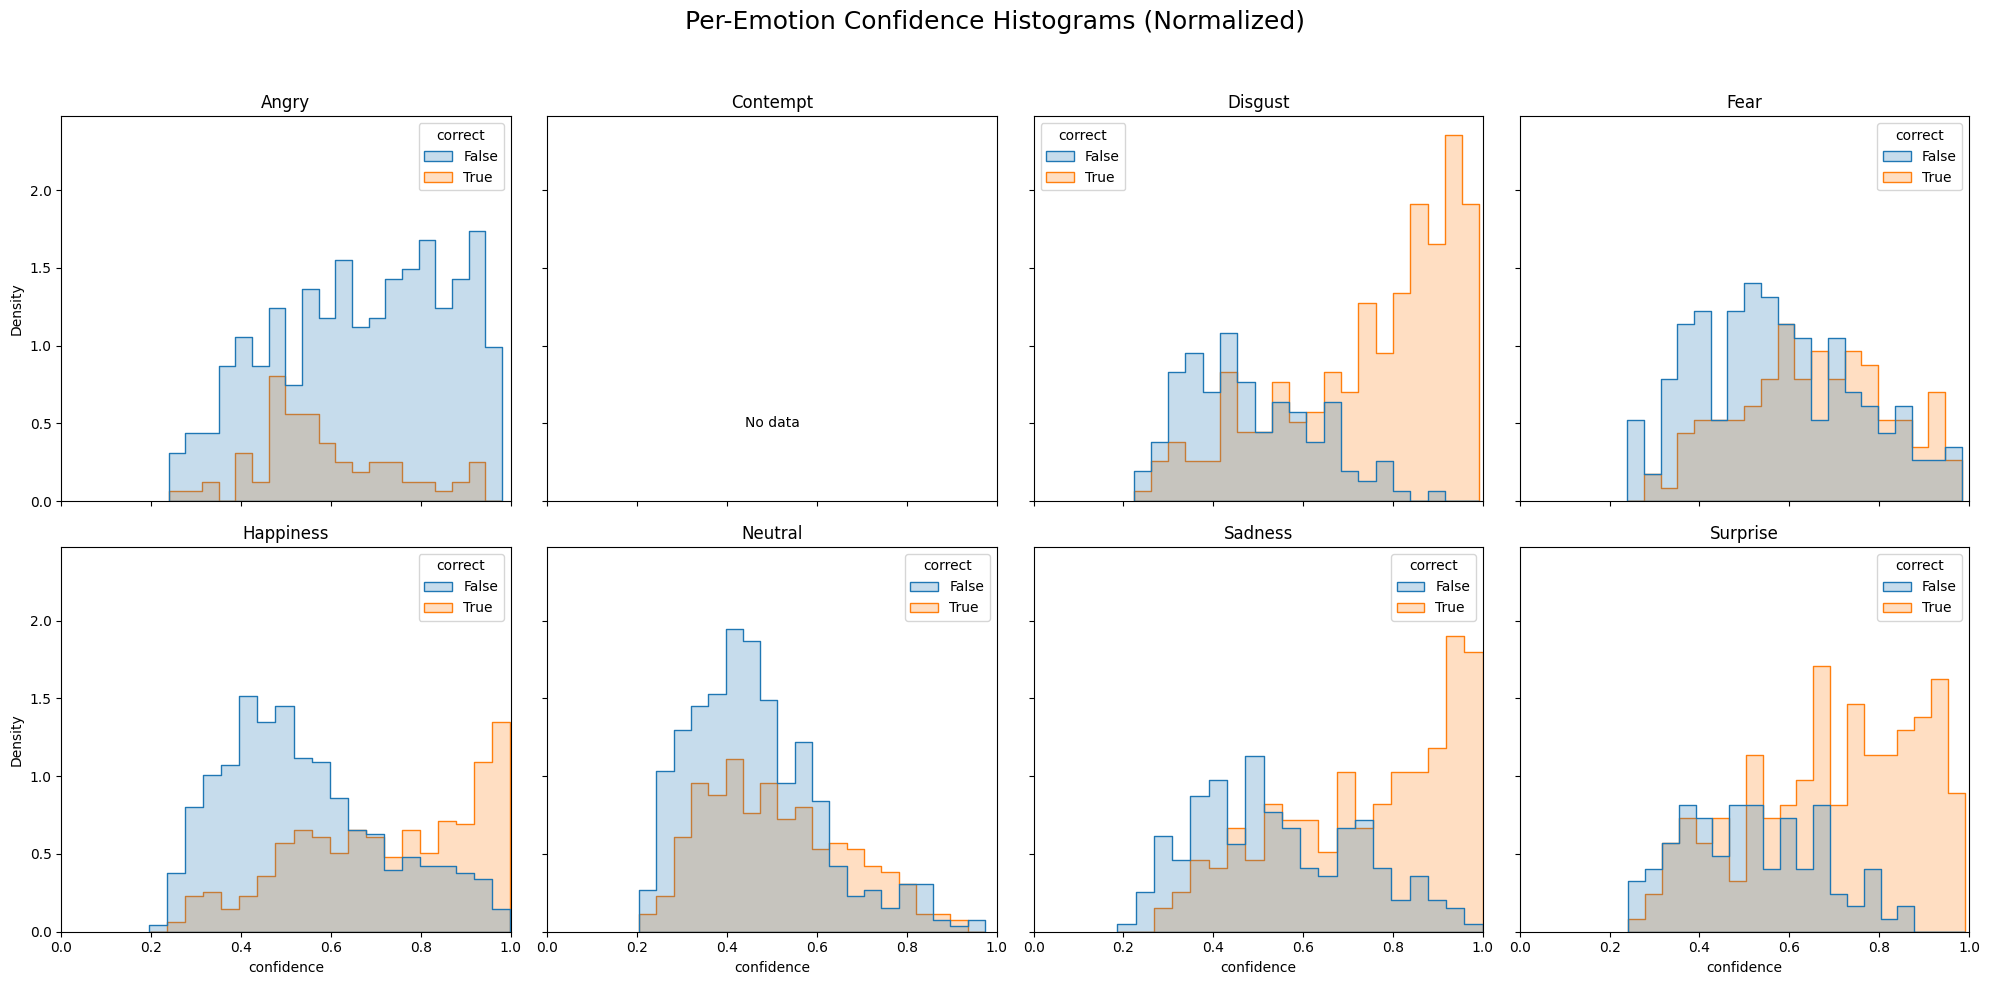 Per-Emotion Confidence Histograms (Normalized)
Angry
Contempt
Disgust
Fear
correct
False
True
correct
False
True
correct
False
True
Density
2.0
1.5
1.0
0.5
0.0
No data
Happiness
Neutral
Sadness
Surprise
correct
False
True
correct
False
True
correct
False
True
correct
False
True
Density
2.0
1.5
1.0
0.5
0.0
0.0 0.2 0.4 0.6 0.8 1.0
confidence
0.0 0.2 0.4 0.6 0.8 1.0
confidence
0.0 0.2 0.4 0.6 0.8 1.0
confidence
0.0 0.2 0.4 0.6 0.8 1.0
confidence